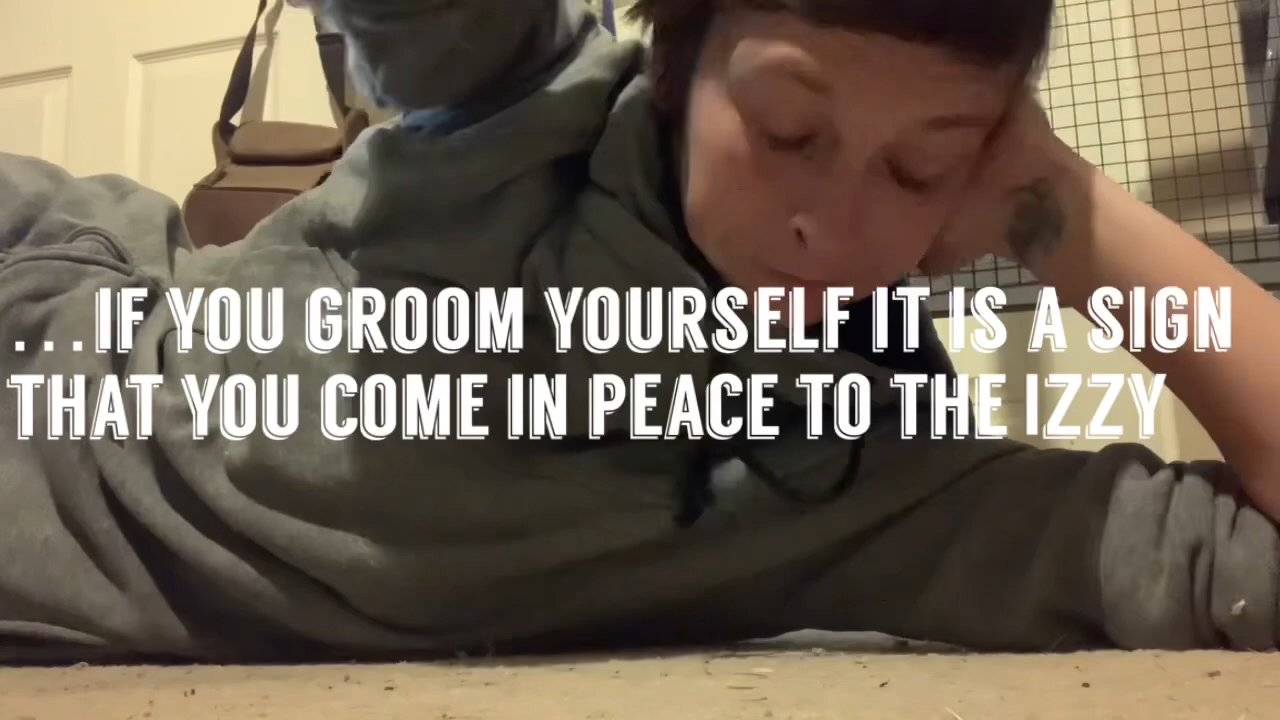 ...IF YOU GROOM YOURSELF IT IS A SIGN
THAT YOU COME IN PEACE TO THE IZZY